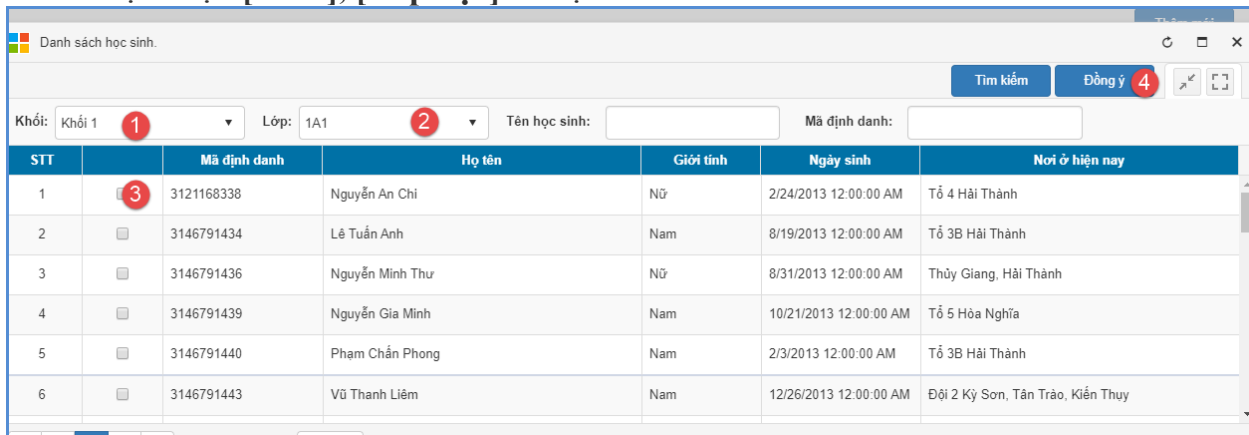 Thêm mới
Danh sách học sinh.
Tìm kiếm Đồng ý 4
Khối: Khối 1 1 Lớp: 1A1 2 Tên học sinh: Mã định danh:
STT Mã định danh Họ tên Giới tính Ngày sinh Nơi ở hiện nay
1 3 3121168338 Nguyễn An Chi Nữ 2/24/2013 12:00:00 AM Tổ 4 Hải Thành
2 3146791434 Lê Tuấn Anh Nam 8/19/2013 12:00:00 AM Tổ 3B Hải Thành
3 3146791436 Nguyễn Minh Thư Nữ 8/31/2013 12:00:00 AM Thủy Giang, Hải Thành
4 3146791439 Nguyễn Gia Minh Nam 10/21/2013 12:00:00 AM Tổ 5 Hòa Nghĩa
5 3146791440 Phạm Chấn Phong Nam 2/3/2013 12:00:00 AM Tổ 3B Hải Thành
6 3146791443 Vũ Thanh Liêm Nam 12/26/2013 12:00:00 AM Đội 2 Kỳ Sơn, Tân Trào, Kiến Thụy